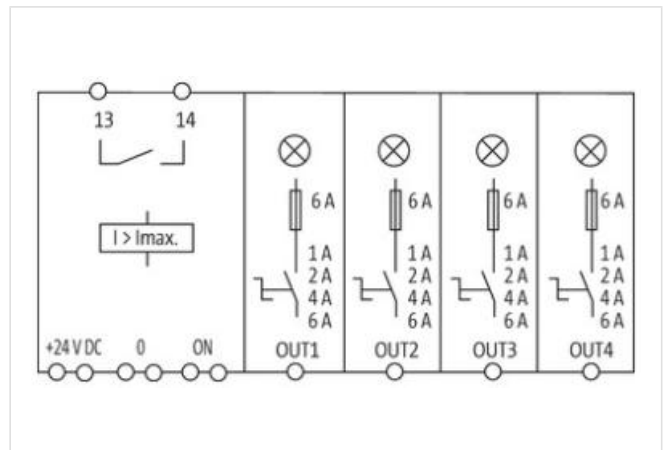 13 14
I > Imax.
+24 V DC 0 ON
6 A
1 A
2 A
4 A
6 A
OUT1
6 A
1 A
2 A
4 A
6 A
OUT2
6 A
1 A
2 A
4 A
6 A
OUT3
6 A
1 A
2 A
4 A
6 A
OUT4